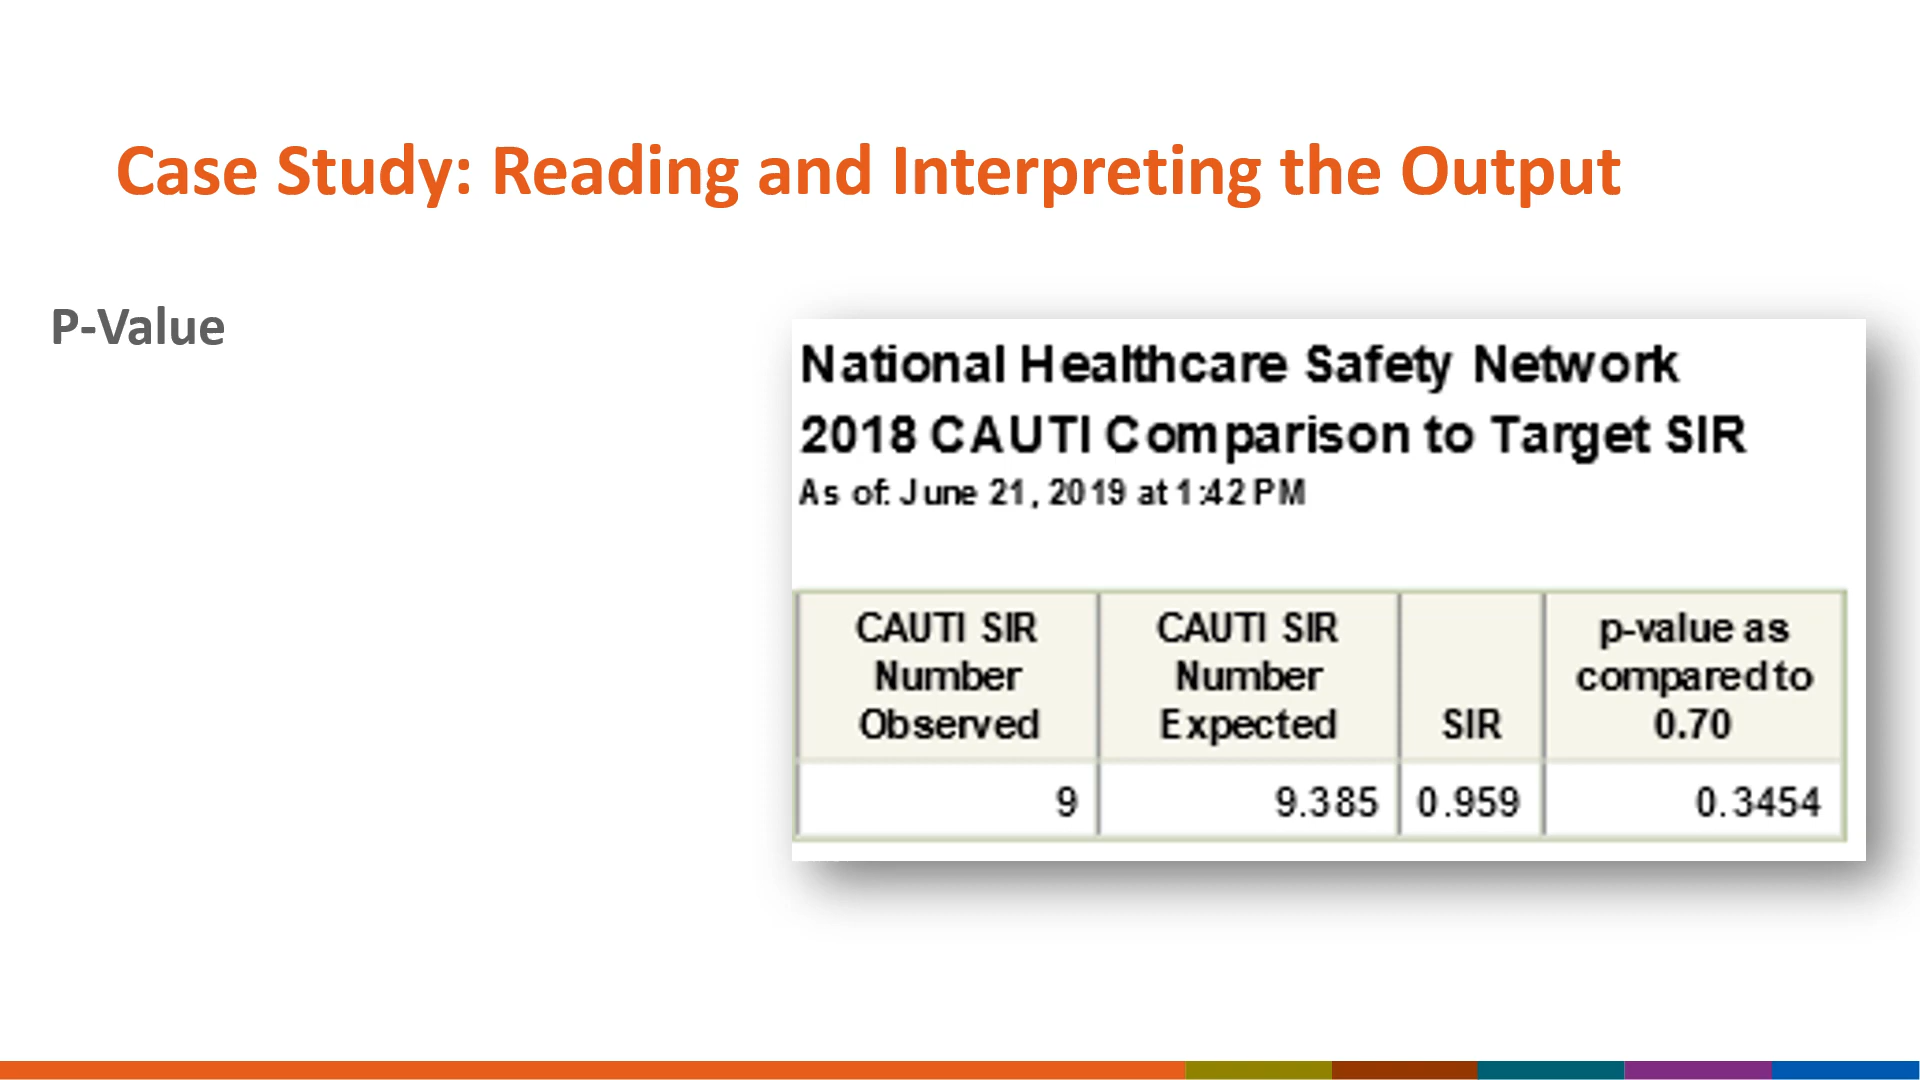 Case Study: Reading and Interpreting the Output
P-Value
National Healthcare Safety Network
2018 CAUTI Comparison to Target SIR
As of: June 21, 2019 at 1:42 PM
CAUTI SIR Number Observed
CAUTI SIR Number Expected
SIR
p-value as compared to 0.70
9
9.385
0.959
0.3454